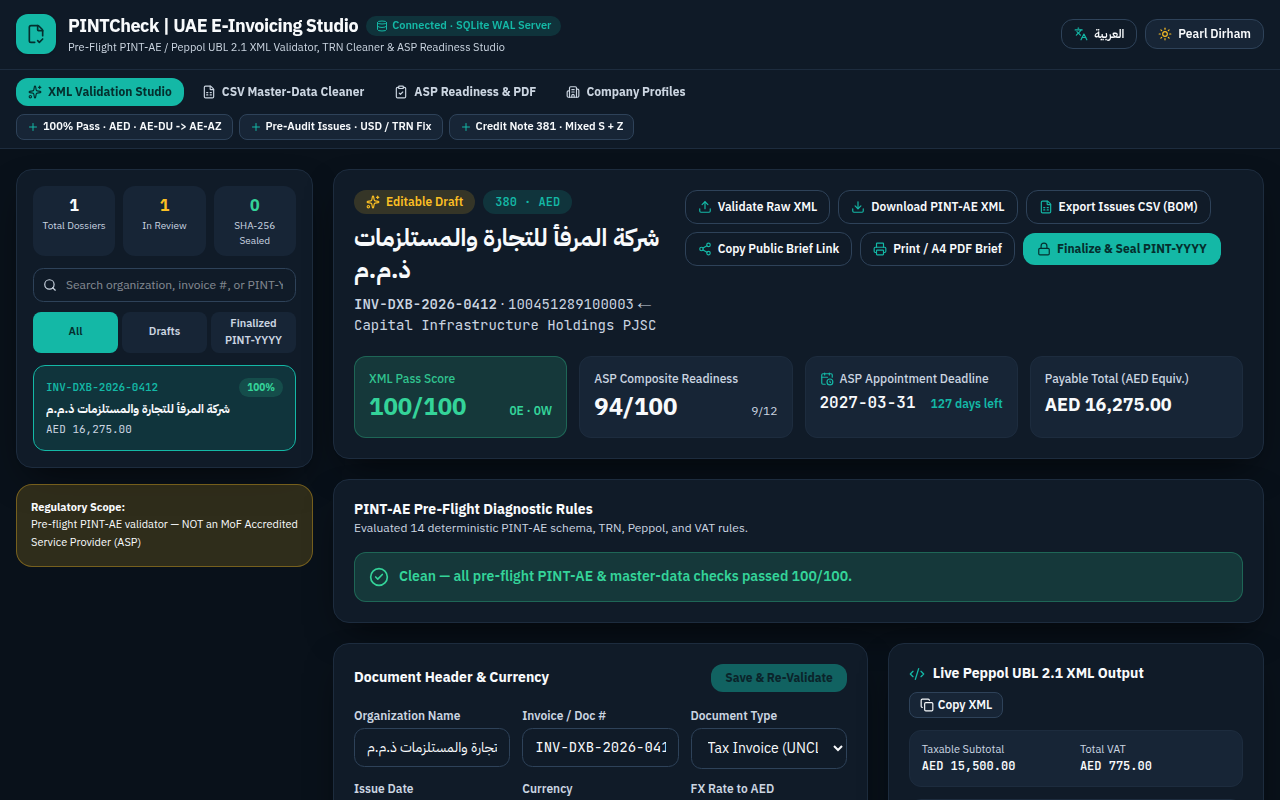 PINTCheck | UAE E-Invoicing Studio
Connected · SQLite WAL Server
Pre-Flight PINT-AE / Peppol UBL 2.1 XML Validator, TRN Cleaner & ASP Readiness Studio
العربية
Pearl Dirham
XML Validation Studio
CSV Master-Data Cleaner
ASP Readiness & PDF
Company Profiles
100% Pass · AED · AE-DU -> AE-AZ
Pre-Audit Issues · USD / TRN Fix
Credit Note 381 · Mixed S + Z
1
Total Dossiers
1
In Review
0
SHA-256
Sealed
Search organization, invoice #, or PINT-Y
All
Drafts
Finalized
PINT-YYYY
INV-DXB-2026-0412
100%
شركة المرفأ للتجارة والمستلزمات ذ.م.م
AED 16,275.00
Regulatory Scope:
Pre-flight PINT-AE validator — NOT an MoF Accredited
Service Provider (ASP)
Editable Draft
380 · AED
شركة المرفأ للتجارة والمستلزمات
ذ.م.م
INV-DXB-2026-0412 · 100451289100003 ←
Capital Infrastructure Holdings PJSC
Validate Raw XML
Download PINT-AE XML
Export Issues CSV (BOM)
Copy Public Brief Link
Print / A4 PDF Brief
Finalize & Seal PINT-YYYY
XML Pass Score
100/100
0E · 0W
ASP Composite Readiness
94/100
9/12
ASP Appointment Deadline
2027-03-31
127 days left
Payable Total (AED Equiv.)
AED 16,275.00
PINT-AE Pre-Flight Diagnostic Rules
Evaluated 14 deterministic PINT-AE schema, TRN, Peppol, and VAT rules.
Clean — all pre-flight PINT-AE & master-data checks passed 100/100.
Document Header & Currency
Save & Re-Validate
Organization Name
Invoice / Doc #
Document Type
تجارة والمستلزمات ذ.م.م
INV-DXB-2026-041
Tax Invoice (UNCL
Issue Date
Currency
FX Rate to AED
Live Peppol UBL 2.1 XML Output
Copy XML
Taxable Subtotal
AED 15,500.00
Total VAT
AED 775.00